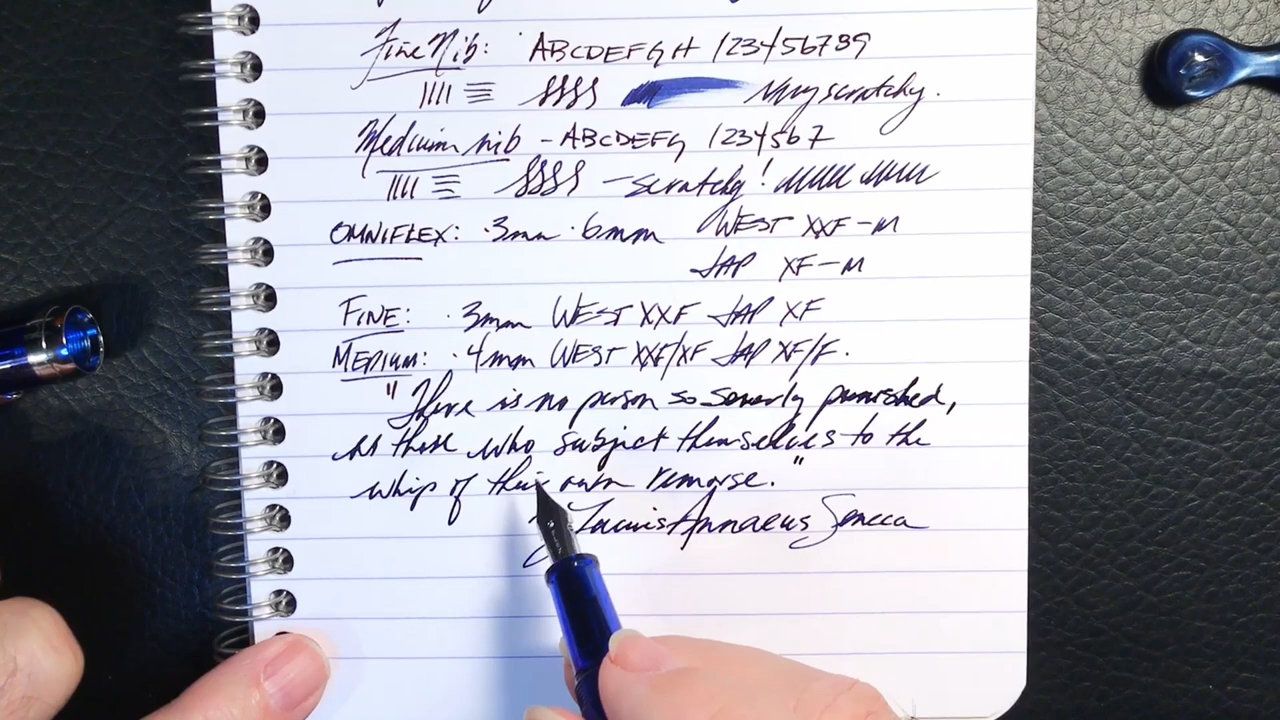 Fine Nib: ABCDEFGH 123456789
Very scratchy.
Medium nib - ABCDEFG 1234567
- scratchy!
OMNIFLEX: .3mm .6mm WEST XXF-M
JAP XF-M
FINE: .3mm WEST XXF JAP XF
MEDIUM: .4mm WEST XXF/XF JAP XF/F.
"There is no person so severly punished,
as those who subject themselves to the
whip of their own remorse."
Annaeus Seneca